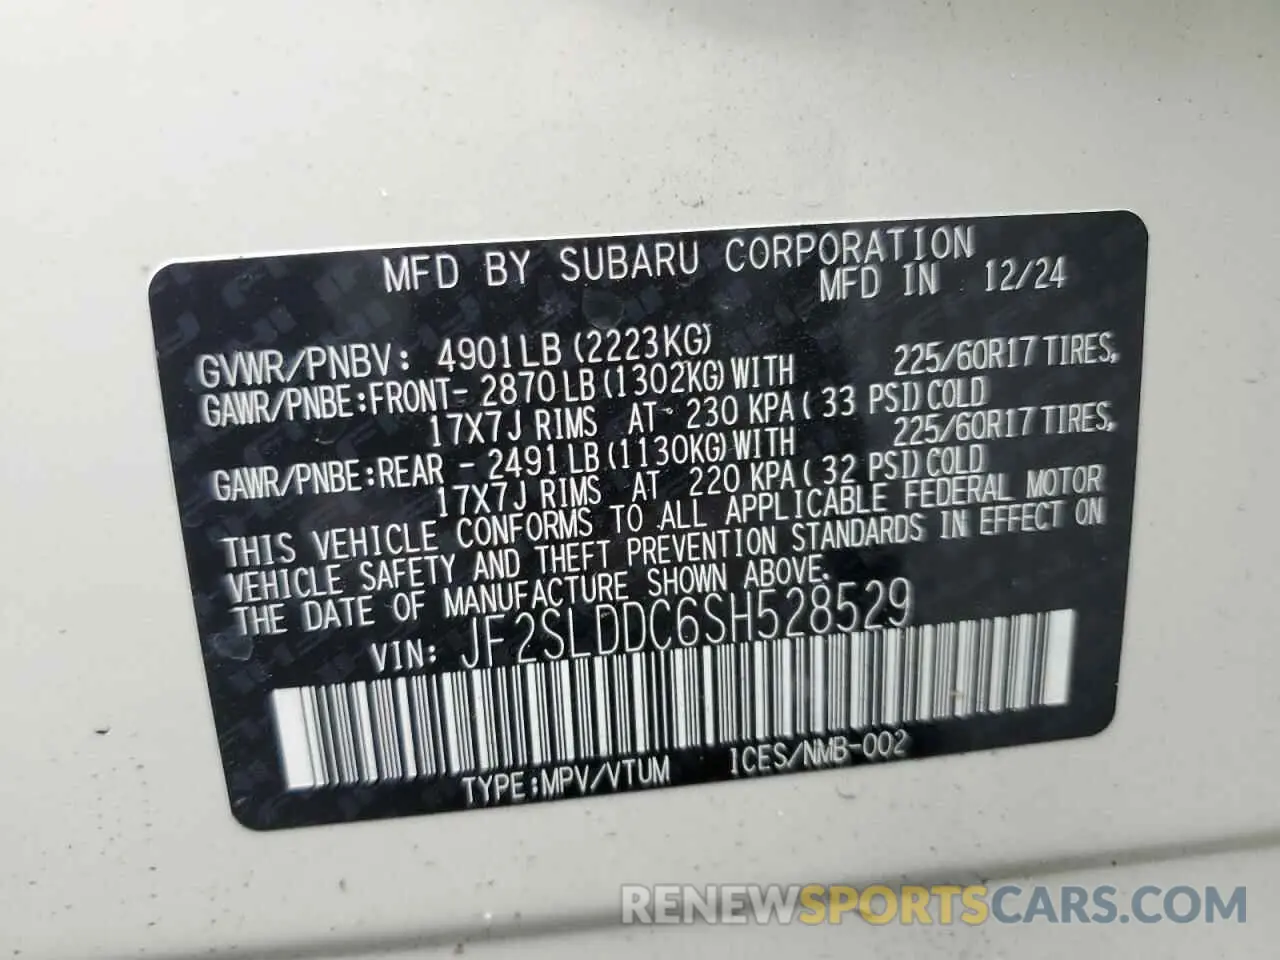 MFD BY SUBARU CORPORATION
MFD IN 12/24
GVWR/PNBV: 4901LB (2223KG)
GAWR/PNBE:FRONT- 2870LB (1302KG) WITH 225/60R17 TIRES,
17X7J RIMS AT 230 KPA ( 33 PSI) COLD
GAWR/PNBE:REAR - 2491LB (1130KG) WITH 225/60R17 TIRES,
17X7J RIMS AT 220 KPA ( 32 PSI) COLD
THIS VEHICLE CONFORMS TO ALL APPLICABLE FEDERAL MOTOR
VEHICLE SAFETY AND THEFT PREVENTION STANDARDS IN EFFECT ON
THE DATE OF MANUFACTURE SHOWN ABOVE.
VIN: JF2SLDDC6SH528529
TYPE:MPV/VTUM ICES/NMB-002
RENEWSPORTSCARS.COM